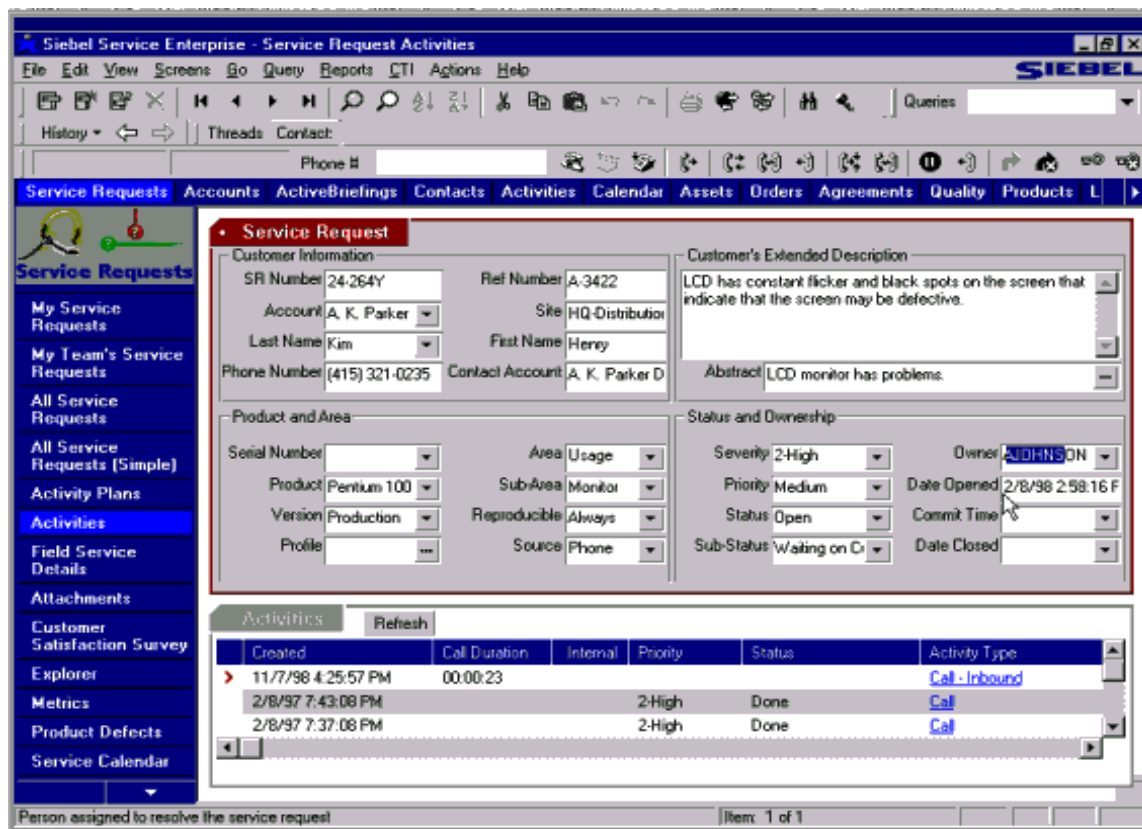 Siebel Service Enterprise - Service Request Activities
File Edit View Screens Go Query Reports CTI Actions Help
SIEBEL
Queries
History
Threads Contact:
Phone #
Service Requests Accounts ActiveBriefings Contacts Activities Calendar Assets Orders Agreements Quality Products L
Service Requests
My Service
Requests
My Team's Service
Requests
All Service
Requests
All Service
Requests (Simple)
Activity Plans
Activities
Field Service
Details
Attachments
Customer
Satisfaction Survey
Explorer
Metrics
Product Defects
Service Calendar
Service Request
Customer Information
SR Number 24-264Y Ref Number A-3422
Account A. K. Parker Site HQ-Distribution
Last Name Kim First Name Henry
Phone Number (415) 321-0235 Contact Account A. K. Parker D
Customer's Extended Description
LCD has constant flicker and black spots on the screen that
indicate that the screen may be defective.
Abstract LCD monitor has problems.
Product and Area
Serial Number Area Usage
Product Pentium 100 Sub-Area Monitor
Version Production Reproducible Always
Profile Source Phone
Status and Ownership
Severity 2-High Owner AJOHNSON
Priority Medium Date Opened 2/8/98 2:58:16 P
Status Open Commit Time
Sub-Status Waiting on Date Closed
Activities Refresh
Created Call Duration Internal Priority Status Activity Type
11/7/98 4:25:57 PM 00:00:23 Call - Inbound
2/8/97 7:43:08 PM 2-High Done Call
2/8/97 7:37:08 PM 2-High Done Call
Person assigned to resolve the service request Item: 1 of 1